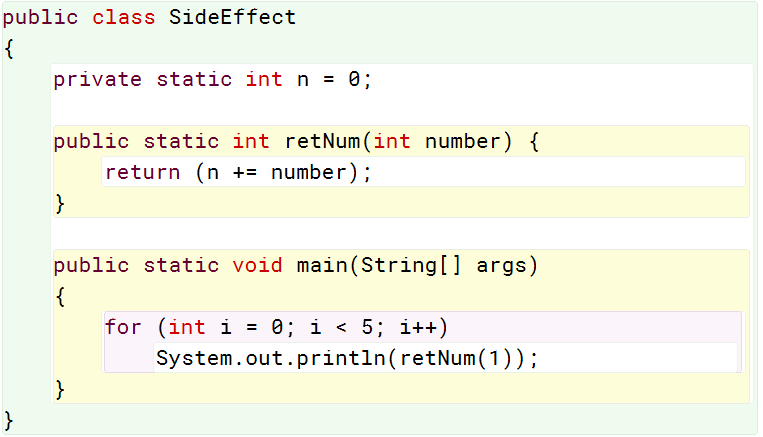 public class SideEffect
{
    private static int n = 0;

    public static int retNum(int number) {
        return (n += number);
    }

    public static void main(String[] args)
    {
        for (int i = 0; i < 5; i++)
            System.out.println(retNum(1));
    }
}